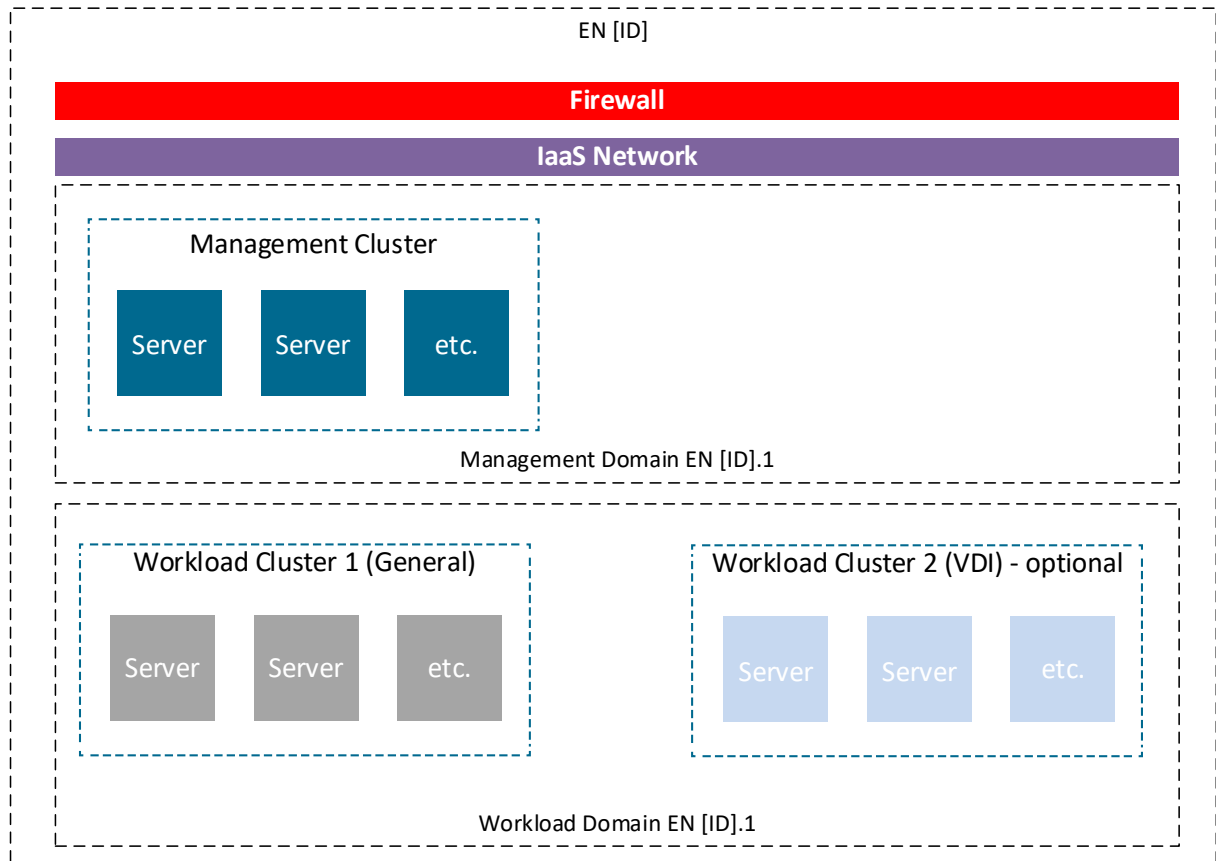 EN [ID]
Firewall
IaaS Network
Management Cluster
Server
Server
etc.
Management Domain EN [ID].1
Workload Cluster 1 (General)
Server
Server
etc.
Workload Cluster 2 (VDI) - optional
Server
Server
etc.
Workload Domain EN [ID].1